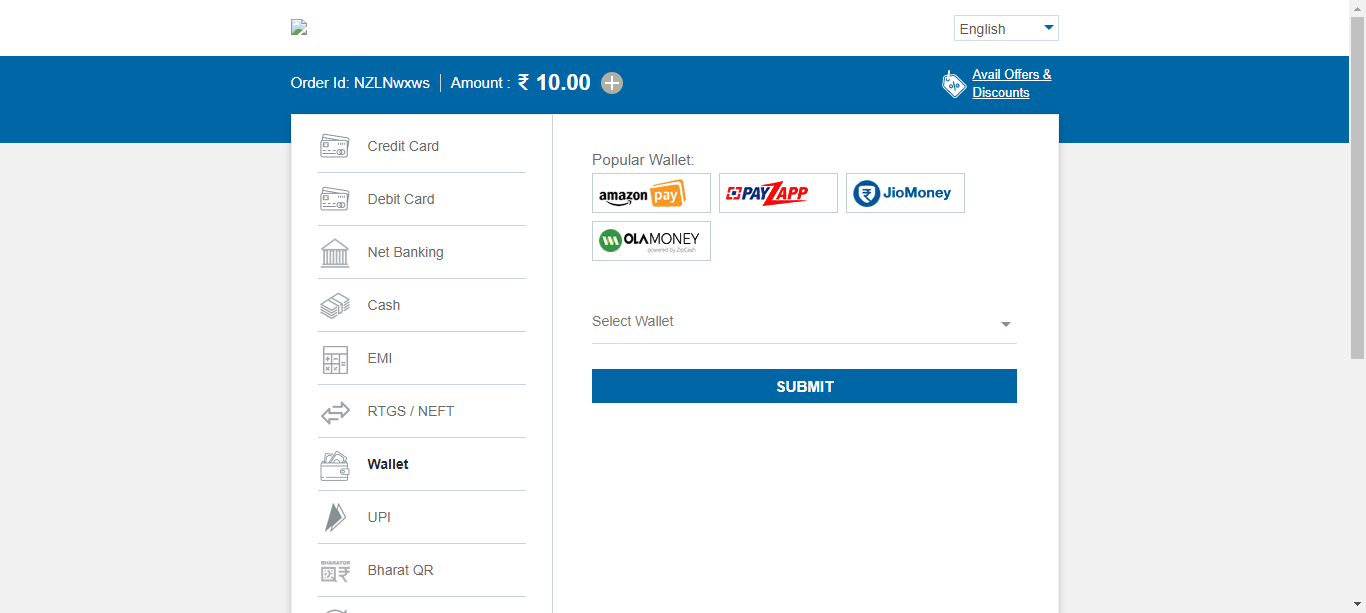 English
Order Id: NZLNwxws
Amount : ₹ 10.00
Avail Offers &
Discounts
Credit Card
Debit Card
Net Banking
Cash
EMI
RTGS / NEFT
Wallet
UPI
BHARATQR
Bharat QR
Popular Wallet:
amazon pay
PAYZAPP
JioMoney
OLAMONEY
powered by ZipCash
Select Wallet
SUBMIT